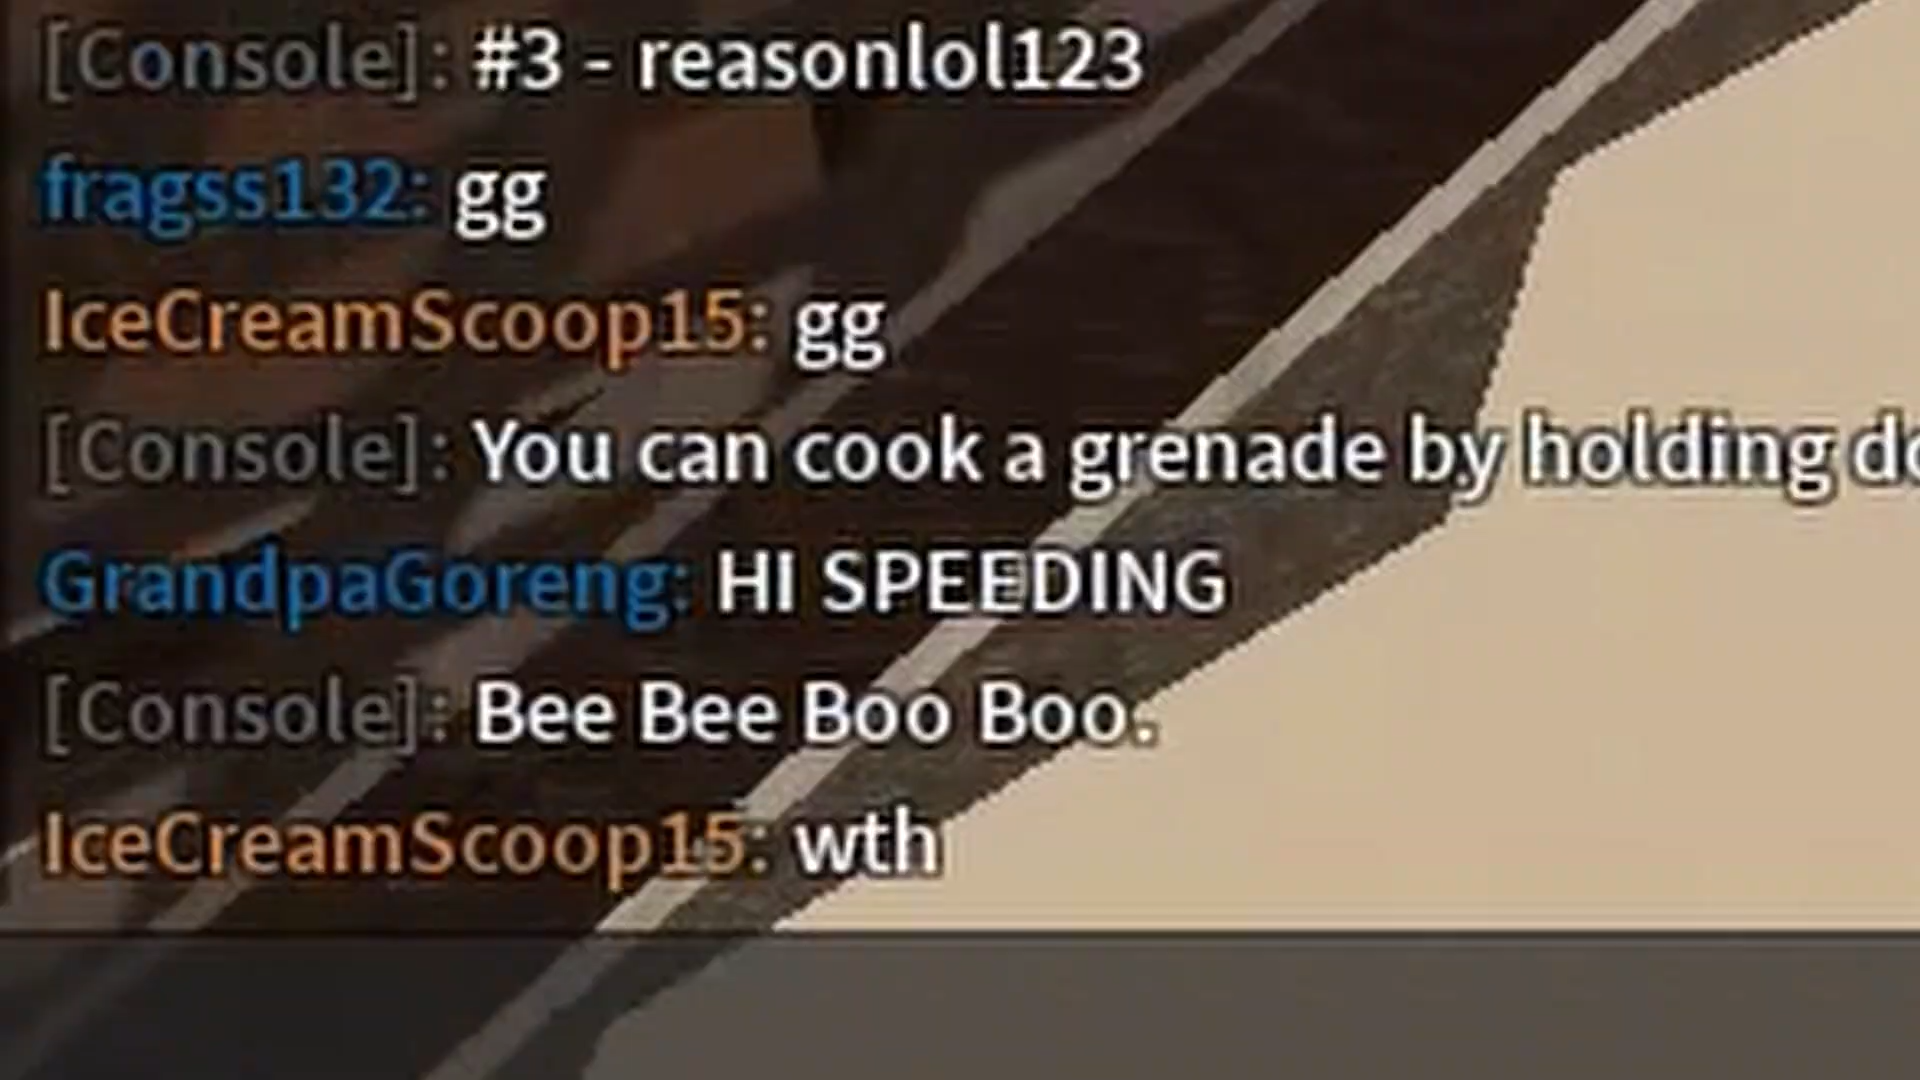 [Console]: #3 - reasonlol123
fragss132: gg
IceCreamScoop15: gg
[Console]: You can cook a grenade by holding do
GrandpaGoreng: HI SPEEDING
[Console]: Bee Bee Boo Boo.
IceCreamScoop15: wth